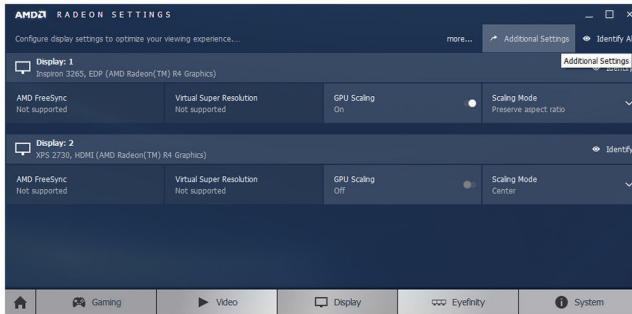 AMD RADEON SETTINGS
Configure display settings to optimize your viewing experience.... more... Additional Settings Identify Al
Additional Settings
Display: 1
Inspiron 3265, EDP (AMD Radeon(TM) R4 Graphics)
AMD FreeSync Virtual Super Resolution GPU Scaling Scaling Mode
Not supported Not supported On Preserve aspect ratio
Display: 2
XPS 2730, HDMI (AMD Radeon(TM) R4 Graphics) Identify
AMD FreeSync Virtual Super Resolution GPU Scaling Scaling Mode
Not supported Not supported Off Center
Gaming Video Display Eyefinity System